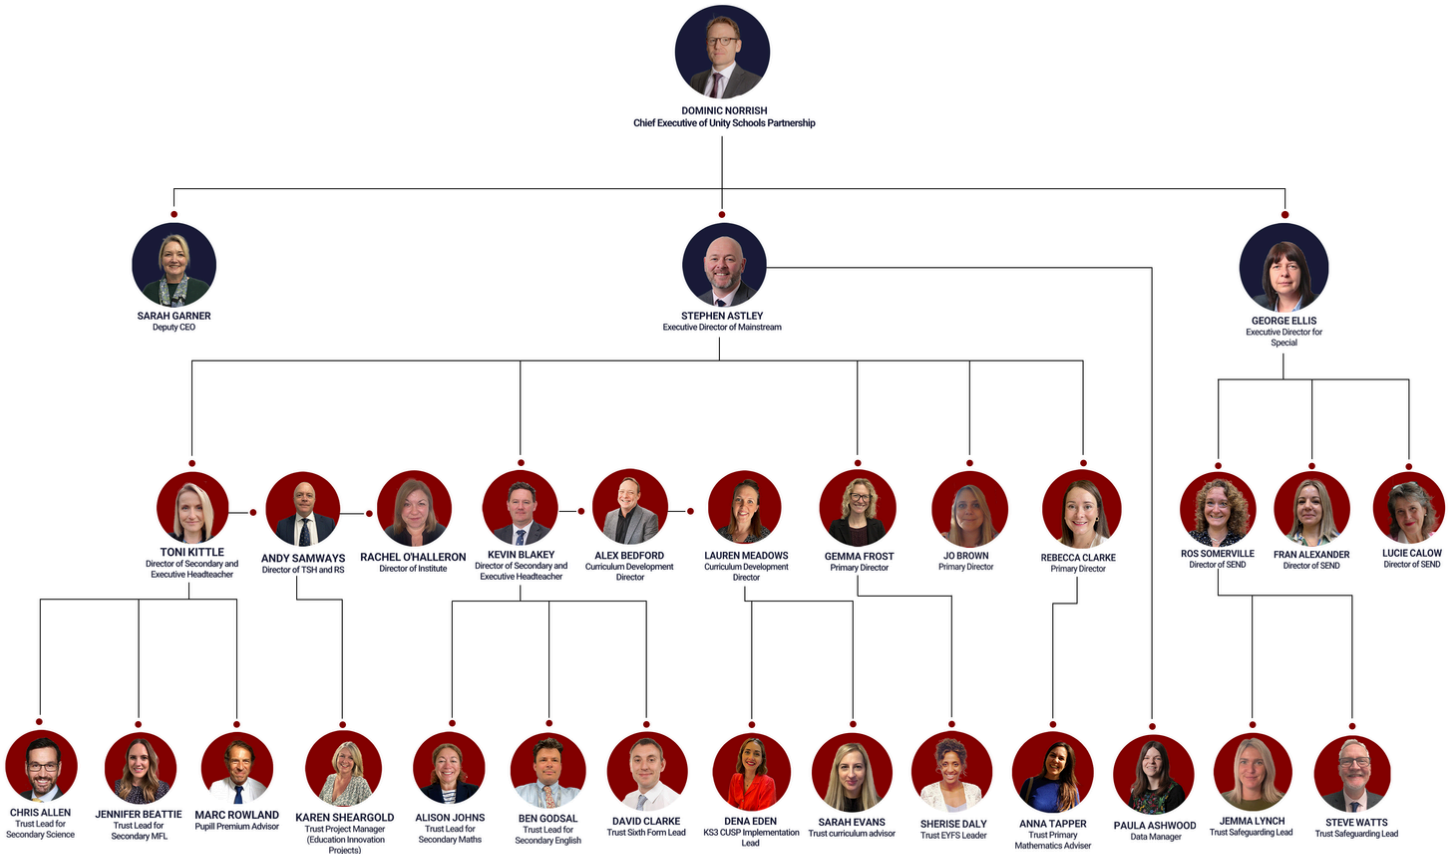 DOMINIC NORRISH
Chief Executive of Unity Schools Partnership
SARAH GARNER
Deputy CEO
STEPHEN ASTLEY
Executive Director of Mainstream
GEORGE ELLIS
Executive Director for
Special
TONI KITTLE
Director of Secondary and
Executive Headteacher
ANDY SAMWAYS
Director of TSH and RS
RACHEL O'HALLERON
Director of Institute
KEVIN BLAKEY
Director of Secondary and
Executive Headteacher
ALEX BEDFORD
Curriculum Development
Director
LAUREN MEADOWS
Curriculum Development
Director
GEMMA FROST
Primary Director
JO BROWN
Primary Director
REBECCA CLARKE
Primary Director
ROS SOMERVILLE
Director of SEND
FRAN ALEXANDER
Director of SEND
LUCIE CALOW
Director of SEND
CHRIS ALLEN
Trust Lead for
Secondary Science
JENNIFER BEATTIE
Trust Lead for
Secondary MFL
MARC ROWLAND
Pupil Premium Advisor
KAREN SHEARGOLD
Trust Project Manager
(Education Innovation
Projects)
ALISON JOHNS
Trust Lead for
Secondary Maths
BEN GODSAL
Trust Lead for
Secondary English
DAVID CLARKE
Trust Sixth Form Lead
DENA EDEN
KS3 CUSP Implementation
Lead
SARAH EVANS
Trust curriculum advisor
SHERISE DALY
Trust EYFS Leader
ANNA TAPPER
Trust Primary
Mathematics Adviser
PAULA ASHWOOD
Data Manager
JEMMA LYNCH
Trust Safeguarding Lead
STEVE WATTS
Trust Safeguarding Lead